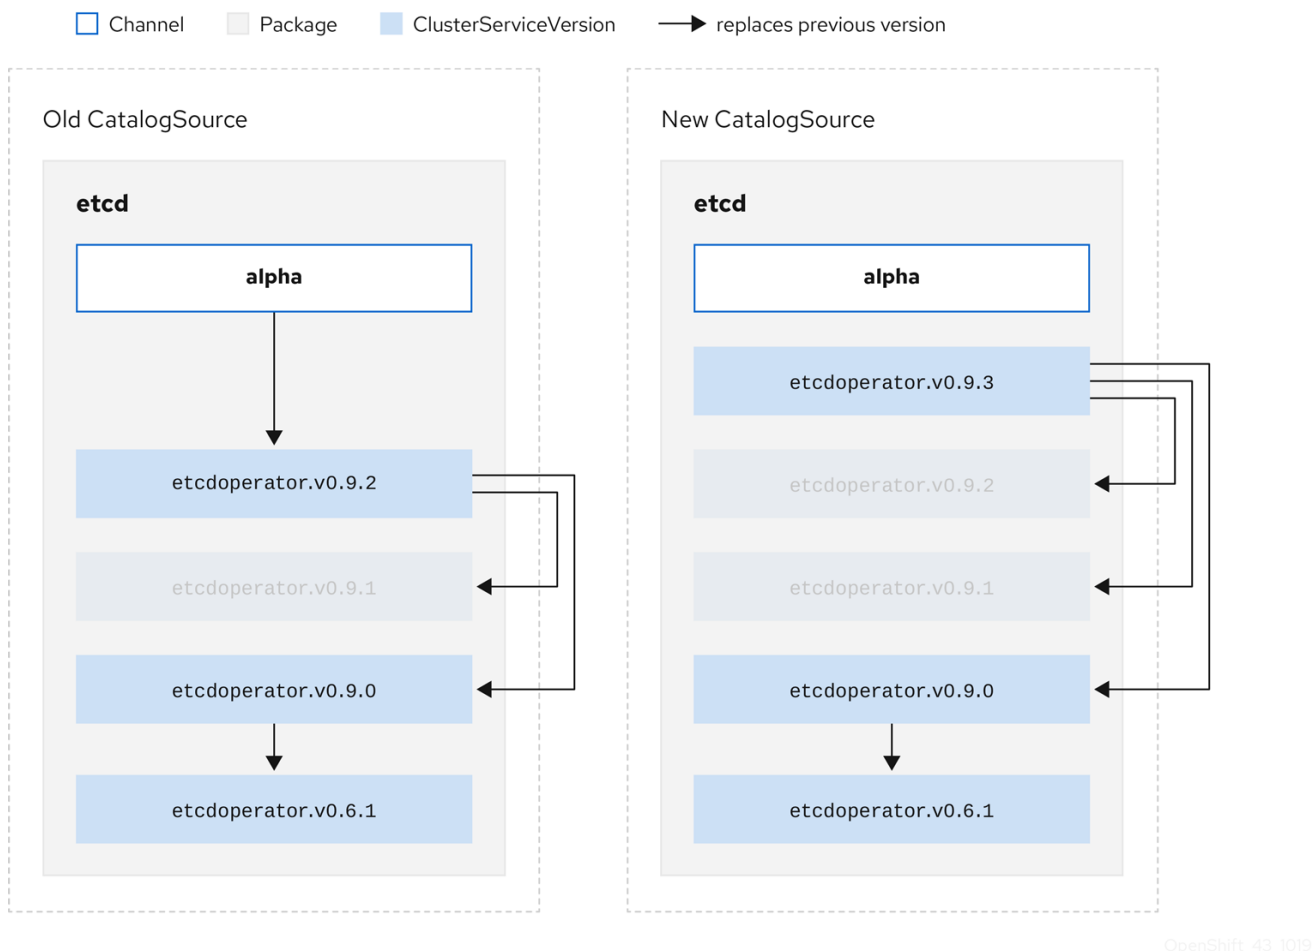 Channel Package ClusterServiceVersion replaces previous version
Old CatalogSource
etcd
alpha
etcdoperator.v0.9.2
etcdoperator.v0.9.1
etcdoperator.v0.9.0
etcdoperator.v0.6.1
New CatalogSource
etcd
alpha
etcdoperator.v0.9.3
etcdoperator.v0.9.2
etcdoperator.v0.9.1
etcdoperator.v0.9.0
etcdoperator.v0.6.1
OpenShift_43_1019